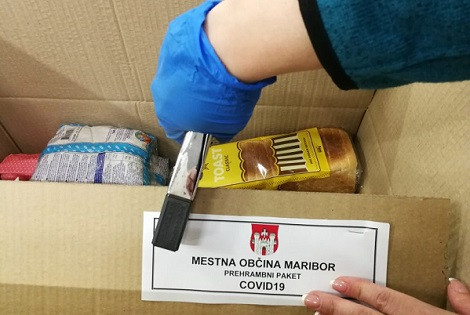 TOAST
MESTNA OBČINA MARIBOR
PREHRAMBNI PAKET
COVID19